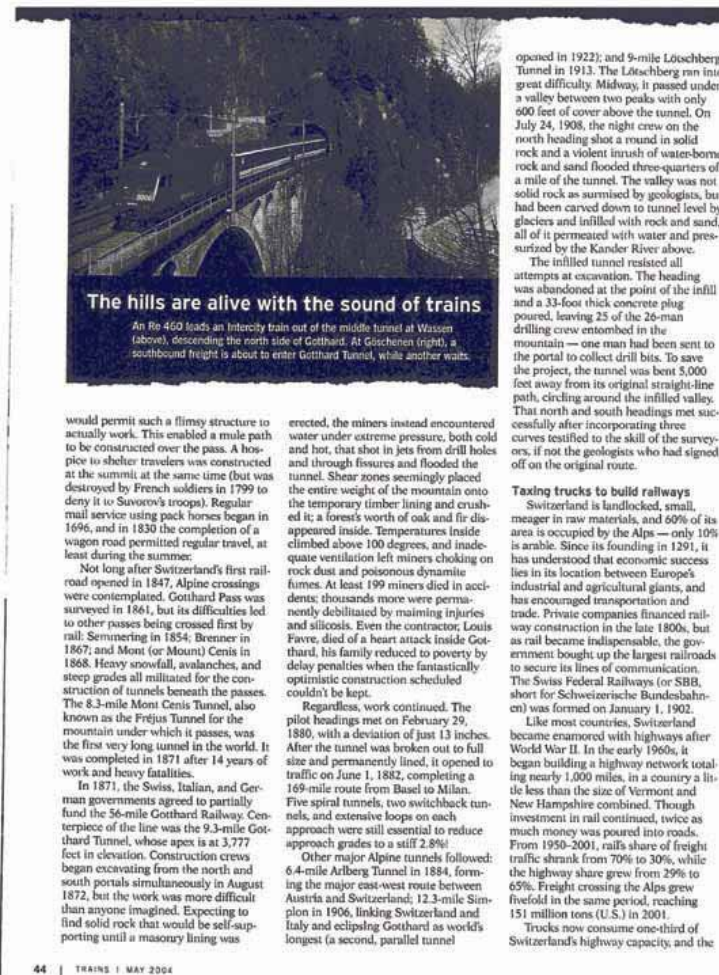 The hills are alive with the sound of trains
An Re 460 leads an Intercity train out of the middle tunnel at Wassen
(above), descending the north side of Gotthard. At Göschenen (right), a
southbound freight is about to enter Gotthard Tunnel, while another waits.
would permit such a flimsy structure to
actually work. This enabled a mule path
to be constructed over the pass. A hos-
pice to shelter travelers was constructed
at the summit at the same time (but was
destroyed by French soldiers in 1799 to
deny it to Suvorov's troops). Regular
mail service using pack horses began in
1696, and in 1830 the completion of a
wagon road permitted regular travel, at
least during the summer.
Not long after Switzerland's first rail-
road opened in 1847, Alpine crossings
were contemplated. Gotthard Pass was
surveyed in 1861, but its difficulties led
to other passes being crossed first by
rail: Semmering in 1854; Brenner in
1867; and Mont (or Mount) Cenis in
1868. Heavy snowfall, avalanches, and
steep grades all militated for the con-
struction of tunnels beneath the passes.
The 8.3-mile Mont Cenis Tunnel, also
known as the Fréjus Tunnel for the
mountain under which it passes, was
the first very long tunnel in the world. It
was completed in 1871 after 14 years of
work and heavy fatalities.
In 1871, the Swiss, Italian, and Ger-
man governments agreed to partially
fund the 56-mile Gotthard Railway. Cen-
terpiece of the line was the 9.3-mile Got-
thard Tunnel, whose apex is at 3,777
feet in elevation. Construction crews
began excavating from the north and
south portals simultaneously in August
1872, but the work was more difficult
than anyone imagined. Expecting to
find solid rock that would be self-sup-
porting until a masonry lining was
erected, the miners instead encountered
water under extreme pressure, both cold
and hot, that shot in jets from drill holes
and through fissures and flooded the
tunnel. Shear zones seemingly placed
the entire weight of the mountain onto
the temporary timber lining and crush-
ed it; a forest's worth of oak and fir dis-
appeared inside. Temperatures inside
climbed above 100 degrees, and inade-
quate ventilation left miners choking on
rock dust and poisonous dynamite
fumes. At least 199 miners died in acci-
dents; thousands more were perma-
nently debilitated by maiming injuries
and silicosis. Even the contractor, Louis
Favre, died of a heart attack inside Got-
thard, his family reduced to poverty by
delay penalties when the fantastically
optimistic construction scheduled
couldn't be kept.
Regardless, work continued. The
pilot headings met on February 29,
1880, with a deviation of just 13 inches.
After the tunnel was broken out to full
size and permanently lined, it opened to
traffic on June 1, 1882, completing a
169-mile route from Basel to Milan.
Five spiral tunnels, two switchback tun-
nels, and extensive loops on each
approach were still essential to reduce
approach grades to a stiff 2.8%!
Other major Alpine tunnels followed:
6.4-mile Arlberg Tunnel in 1884, form-
ing the major east-west route between
Austria and Switzerland; 12.3-mile Sim-
plon in 1906, linking Switzerland and
Italy and eclipsing Gotthard as world's
longest (a second, parallel tunnel
opened in 1922); and 9-mile Lötschberg
Tunnel in 1913. The Lötschberg ran into
great difficulty. Midway, it passed under
a valley between two peaks with only
600 feet of cover above the tunnel. On
July 24, 1908, the night crew on the
north heading shot a round in solid
rock and a violent inrush of water-borne
rock and sand flooded three-quarters of
a mile of the tunnel. The valley was not
solid rock as surmised by geologists, but
had been carved down to tunnel level by
glaciers and infilled with rock and sand,
all of it permeated with water and pres-
surized by the Kander River above.
The infilled tunnel resisted all
attempts at excavation. The heading
was abandoned at the point of the infill
and a 33-foot thick concrete plug
poured, leaving 25 of the 26-man
drilling crew entombed in the
mountain — one man had been sent to
the portal to collect drill bits. To save
the project, the tunnel was bent 5,000
feet away from its original straight-line
path, circling around the infilled valley.
That north and south headings met suc-
cessfully after incorporating three
curves testified to the skill of the survey-
ors, if not the geologists who had signed
off on the original route.
Taxing trucks to build railways
Switzerland is landlocked, small,
meager in raw materials, and 60% of its
area is occupied by the Alps — only 10%
is arable. Since its founding in 1291, it
has understood that economic success
lies in its location between Europe's
industrial and agricultural giants, and
has encouraged transportation and
trade. Private companies financed rail-
way construction in the late 1800s, but
as rail became indispensable, the gov-
ernment bought up the largest railroads
to secure its lines of communication.
The Swiss Federal Railways (or SBB,
short for Schweizerische Bundesbahn-
en) was formed on January 1, 1902.
Like most countries, Switzerland
became enamored with highways after
World War II. In the early 1960s, it
began building a highway network total-
ing nearly 1,000 miles, in a country a lit-
tle less than the size of Vermont and
New Hampshire combined. Though
investment in rail continued, twice as
much money was poured into roads.
From 1950–2001, rail's share of freight
traffic shrank from 70% to 30%, while
the highway share grew from 29% to
65%. Freight crossing the Alps grew
fivefold in the same period, reaching
151 million tons (U.S.) in 2001.
Trucks now consume one-third of
Switzerland's highway capacity, and the
44 | TRAINS | MAY 2004